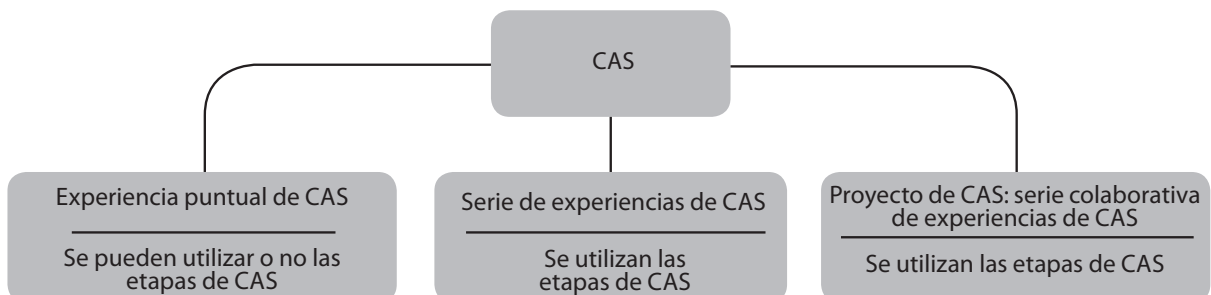 CAS
Experiencia puntual de CAS
Se pueden utilizar o no las
etapas de CAS
Serie de experiencias de CAS
Se utilizan las
etapas de CAS
Proyecto de CAS: serie colaborativa
de experiencias de CAS
Se utilizan las etapas de CAS